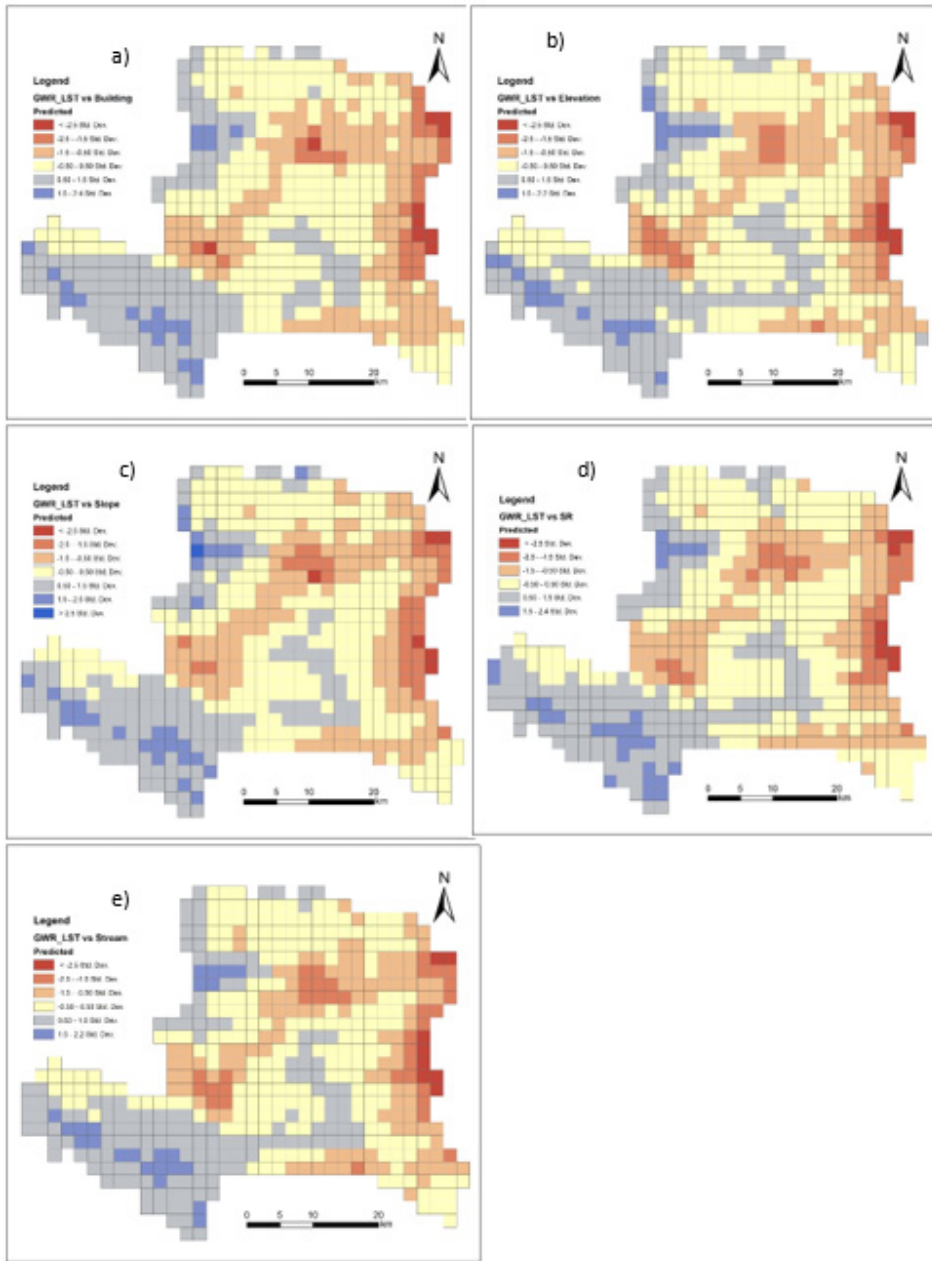 a)
N
Legend
GWR_LST vs Building
Predicted
< -2.5 Std. Dev.
-2.5 - -1.5 Std. Dev.
-1.5 - -0.50 Std. Dev.
-0.50 - 0.50 Std. Dev.
0.50 - 1.5 Std. Dev.
1.5 - 2.4 Std. Dev.
0 5 10 20
km
b)
N
Legend
GWR_LST vs Elevation
Predicted
< -2.5 Std. Dev.
-2.5 - -1.5 Std. Dev.
-1.5 - -0.50 Std. Dev.
-0.50 - 0.50 Std. Dev.
0.50 - 1.5 Std. Dev.
1.5 - 2.2 Std. Dev.
0 5 10 20
km
c)
N
Legend
GWR_LST vs Slope
Predicted
< -2.5 Std. Dev.
-2.5 - -1.5 Std. Dev.
-1.5 - -0.50 Std. Dev.
-0.50 - 0.50 Std. Dev.
0.50 - 1.5 Std. Dev.
1.5 - 2.5 Std. Dev.
> 2.5 Std. Dev.
0 5 10 20
km
d)
N
Legend
GWR_LST vs SR
Predicted
< -2.5 Std. Dev.
-2.5 - -1.5 Std. Dev.
-1.5 - -0.50 Std. Dev.
-0.50 - 0.50 Std. Dev.
0.50 - 1.5 Std. Dev.
1.5 - 2.4 Std. Dev.
0 5 10 20
km
e)
N
Legend
GWR_LST vs Stream
Predicted
< -2.5 Std. Dev.
-2.5 - -1.5 Std. Dev.
-1.5 - -0.50 Std. Dev.
-0.50 - 0.50 Std. Dev.
0.50 - 1.5 Std. Dev.
1.5 - 2.2 Std. Dev.
0 5 10 20
km